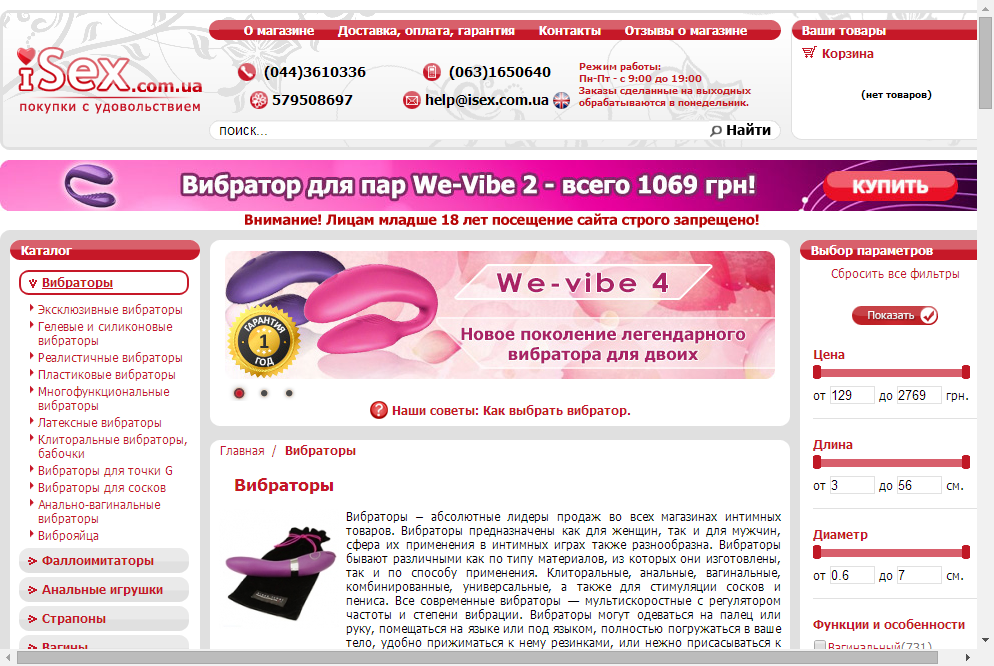 О магазине
Доставка, оплата, гарантия
Контакты
Отзывы о магазине
Ваши товары
iSex.com.ua
покупки с удовольствием
(044)3610336
(063)1650640
579508697
help@isex.com.ua
Режим работы:
Пн-Пт - с 9:00 до 19:00
Заказы сделанные на выходных
обрабатываются в понедельник.
Корзина
(нет товаров)
поиск...
Найти
Вибратор для пар We-Vibe 2 - всего 1069 грн!
КУПИТЬ
Внимание! Лицам младше 18 лет посещение сайта строго запрещено!
Каталог
Вибраторы
Эксклюзивные вибраторы
Гелевые и силиконовые
вибраторы
Реалистичные вибраторы
Пластиковые вибраторы
Многофункциональные
вибраторы
Латексные вибраторы
Клиторальные вибраторы,
бабочки
Вибраторы для точки G
Вибраторы для сосков
Анально-вагинальные
вибраторы
Виброяйца
Фаллоимитаторы
Анальные игрушки
Страпоны
Вагины
We-vibe 4
Новое поколение легендарного
вибратора для двоих
ГАРАНТИЯ
1
ГОД
Наши советы: Как выбрать вибратор.
Главная / Вибраторы
Вибраторы
Вибраторы – абсолютные лидеры продаж во всех магазинах интимных
товаров. Вибраторы предназначены как для женщин, так и для мужчин,
сфера их применения в интимных играх также разнообразна. Вибраторы
бывают различными как по типу материалов, из которых они изготовлены,
так и по способу применения. Клиторальные, анальные, вагинальные,
комбинированные, универсальные, а также для стимуляции сосков и
пениса. Все современные вибраторы — мультискоростные с регулятором
частоты и степени вибрации. Вибраторы могут одеваться на палец или
руку, помещаться на языке или под языком, полностью погружаться в ваше
тело, удобно прижиматься к нему резинками, или нежно присасываться к
Выбор параметров
Сбросить все фильтры
Показать
Цена
от 129 до 2769 грн.
Длина
от 3 до 56 см.
Диаметр
от 0.6 до 7 см.
Функции и особенности
Вагинальный(731)